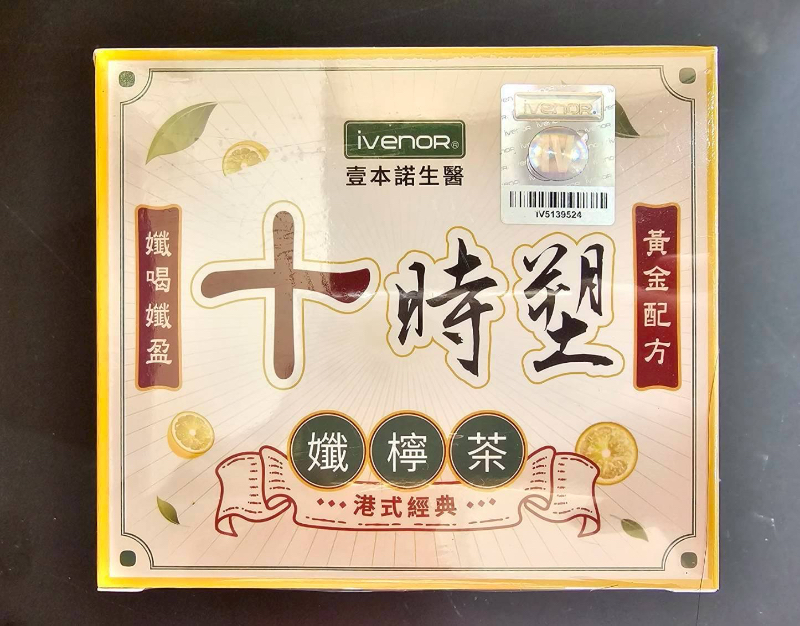 ivenor®
壹本諾生醫
ivenor®
IV5139524
孅喝孅盈
十時塑
黃金配方
孅檸茶
港式經典